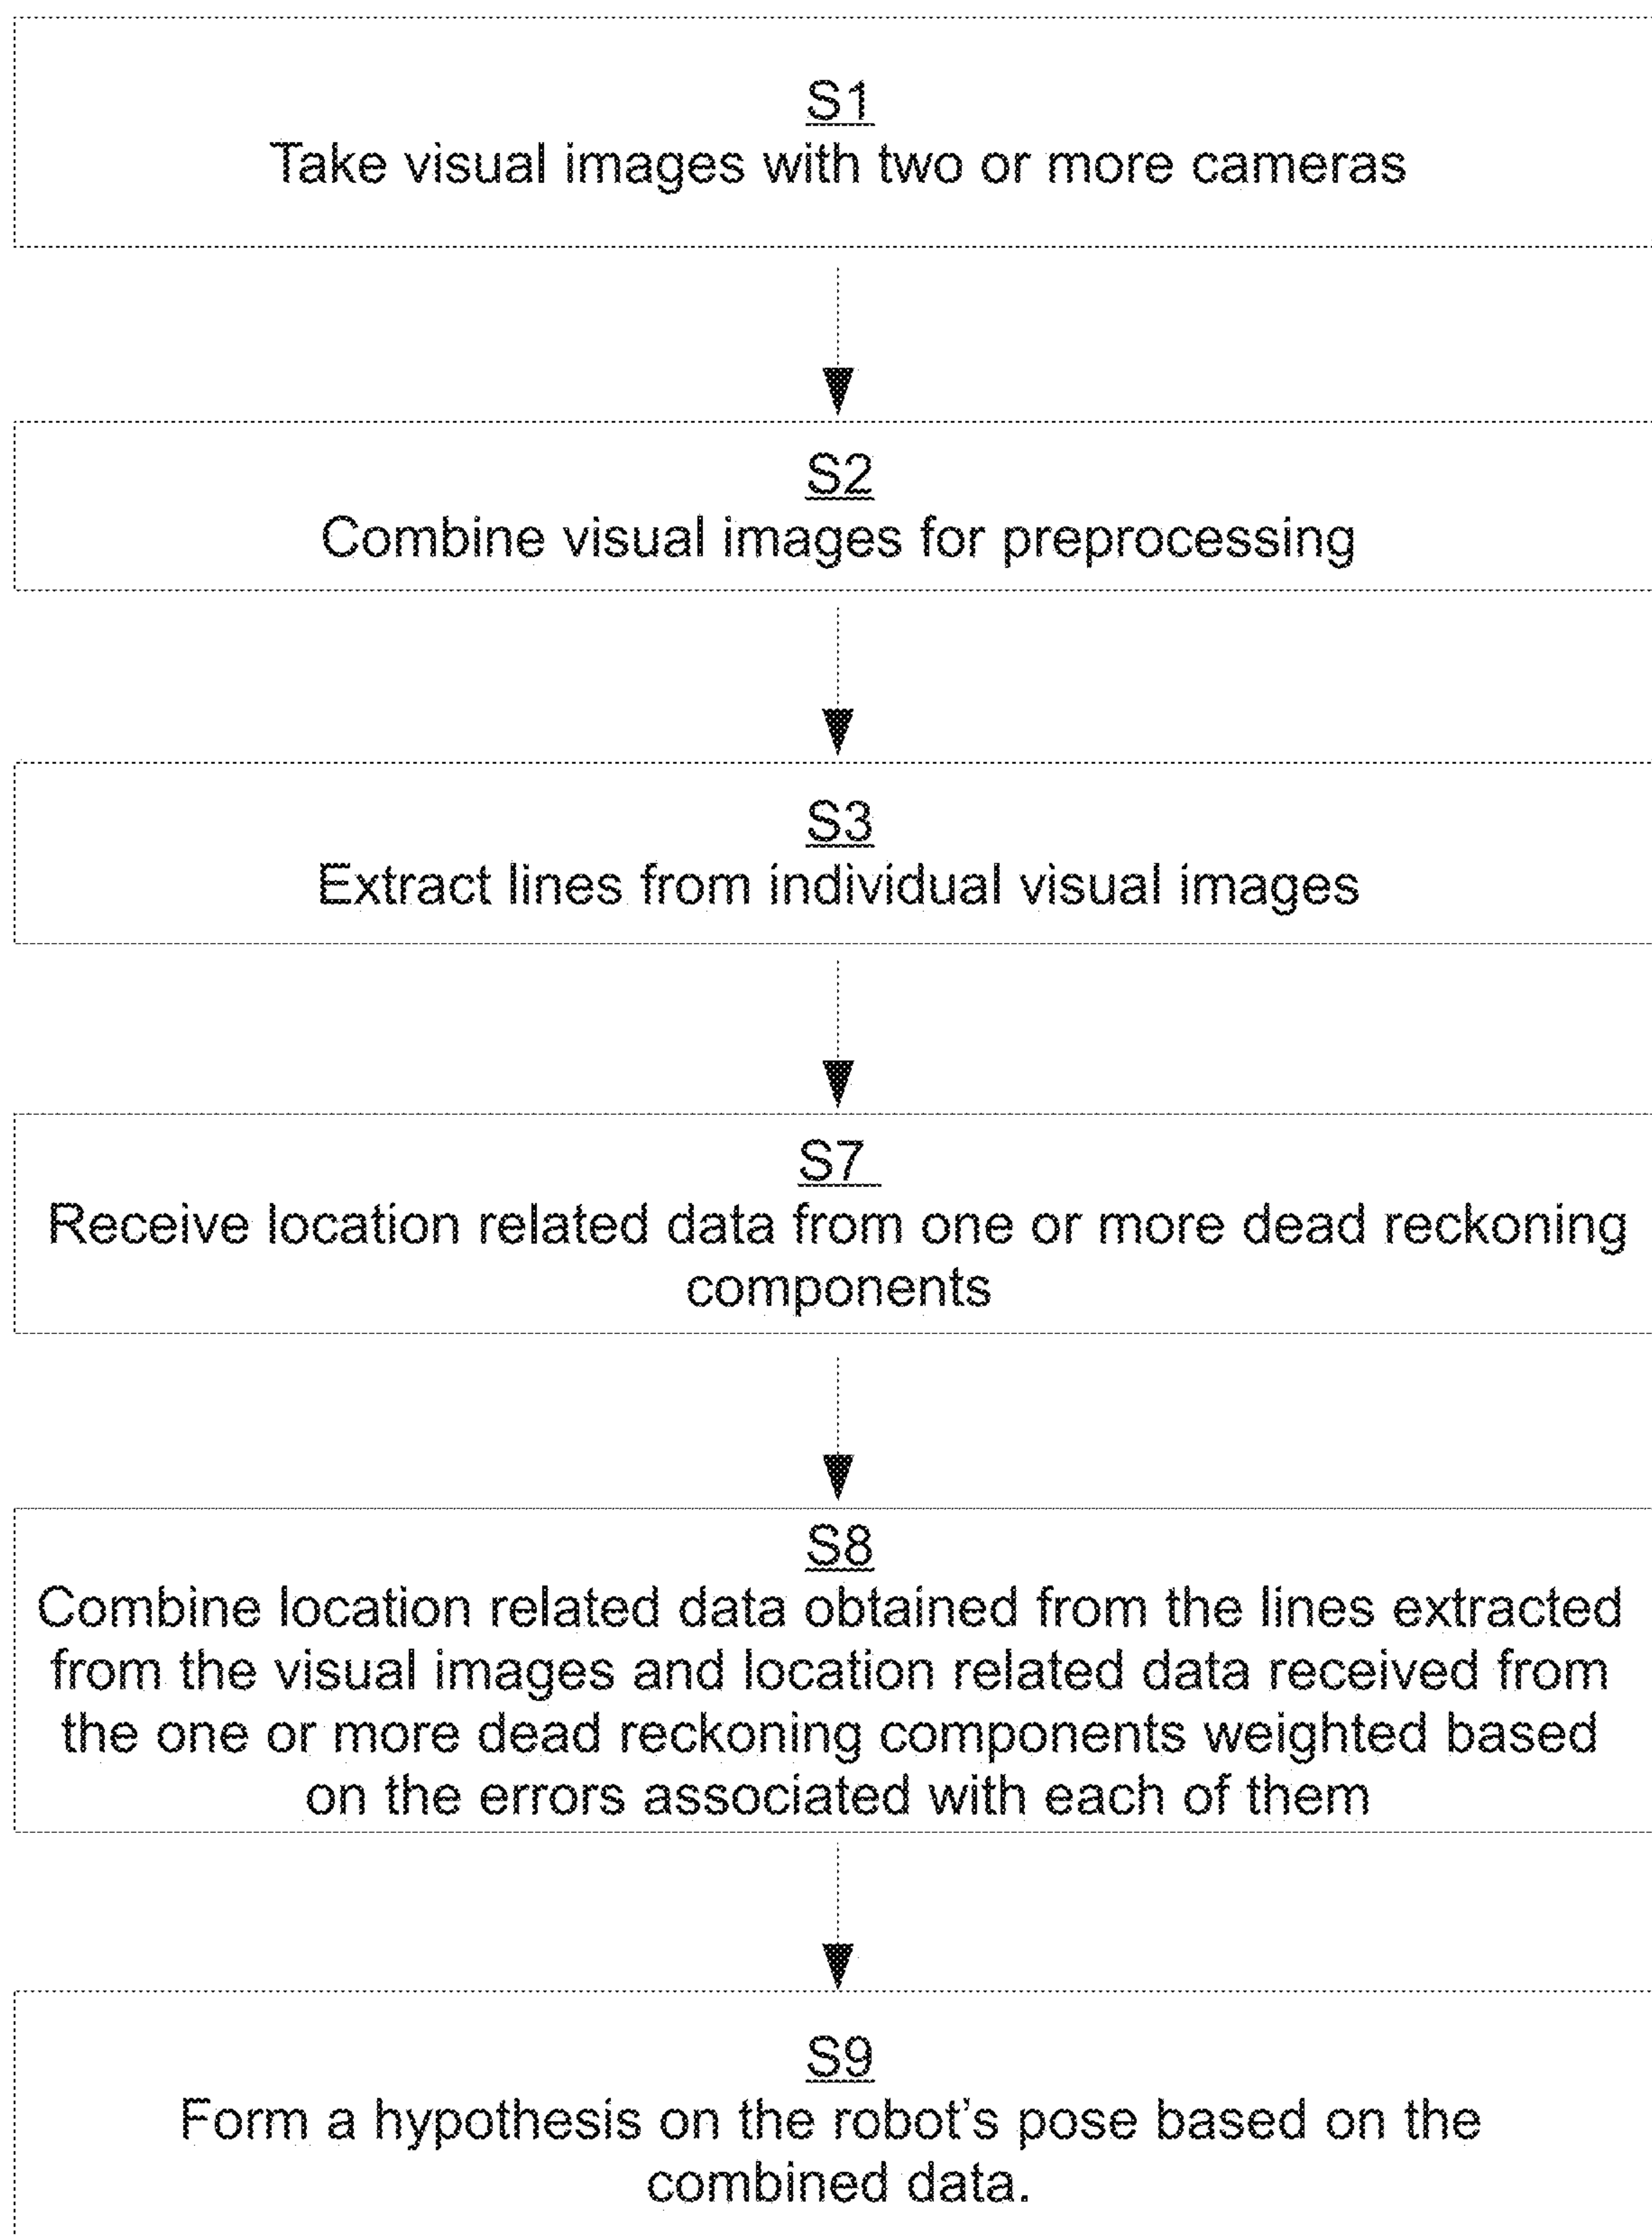 S1
Take visual images with two or more cameras
S2
Combine visual images for preprocessing
S3
Extract lines from individual visual images
S7
Receive location related data from one or more dead reckoning
components
S8
Combine location related data obtained from the lines extracted
from the visual images and location related data received from
the one or more dead reckoning components weighted based
on the errors associated with each of them
S9
Form a hypothesis on the robot's pose based on the
combined data.